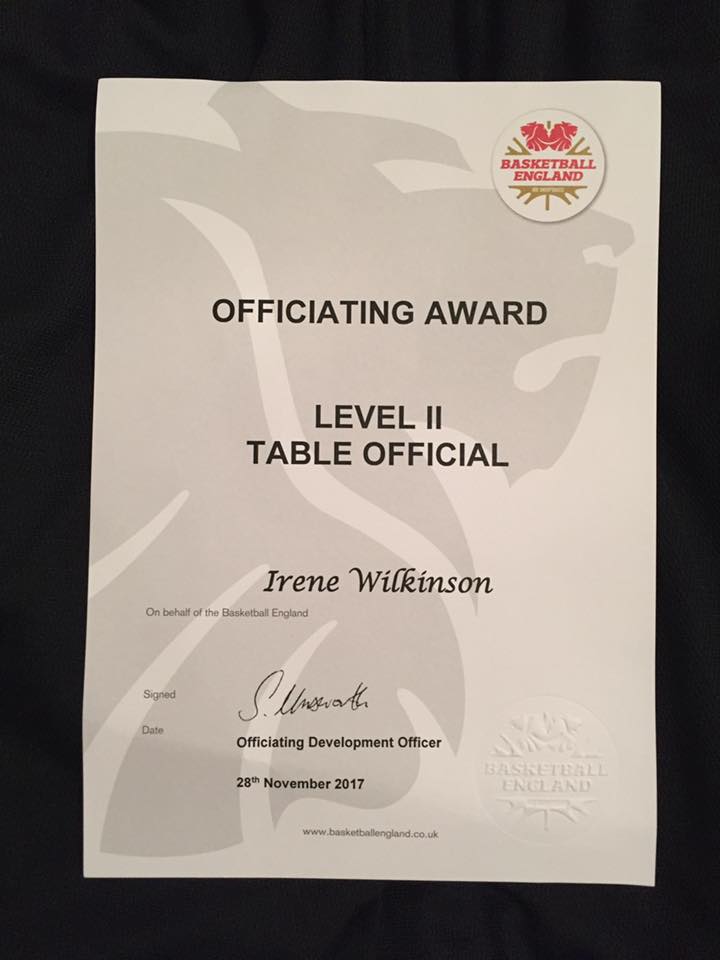 BASKETBALL
ENGLAND
OFFICIATING AWARD
LEVEL II
TABLE OFFICIAL
Irene Wilkinson
On behalf of the Basketball England
Signed
S. Unsworth
Date
Officiating Development Officer
28th November 2017
BASKETBALL
ENGLAND
www.basketballengland.co.uk